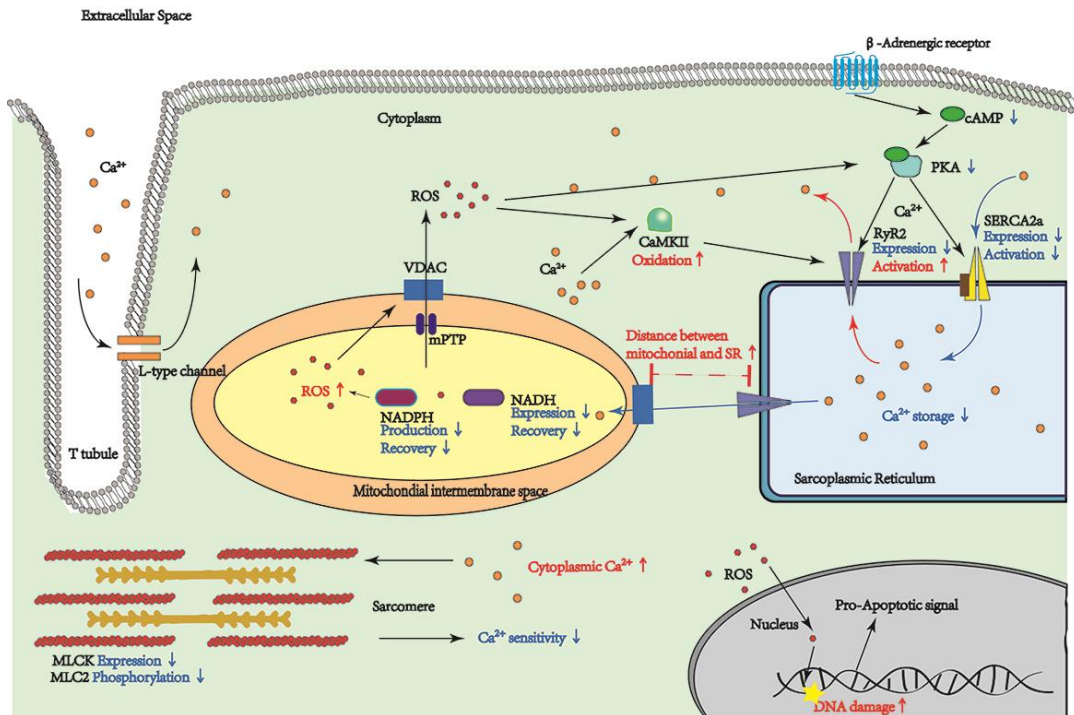 Extracellular Space
β -Adrenergic receptor
Cytoplasm
cAMP ↓
Ca²⁺
PKA ↓
ROS
Ca²⁺
SERCA2a
RyR2
Expression ↓
Expression ↓
Activation ↓
Activation ↑
CaMKII
Oxidation ↑
Ca²⁺
VDAC
mPTP
Distance between
mitochonial and SR ↑
L-type channel
ROS ↑
NADPH
Production ↓
Recovery ↓
NADH
Expression ↓
Recovery ↓
Ca²⁺ storage ↓
T tubule
Mitochondial intermembrane space
Sarcoplasmic Reticulum
Cytoplasmic Ca²⁺ ↑
ROS
Sarcomere
Pro-Apoptotic signal
Nucleus
Ca²⁺ sensitivity ↓
MLCK Expression ↓
MLC2 Phosphorylation ↓
DNA damage ↑